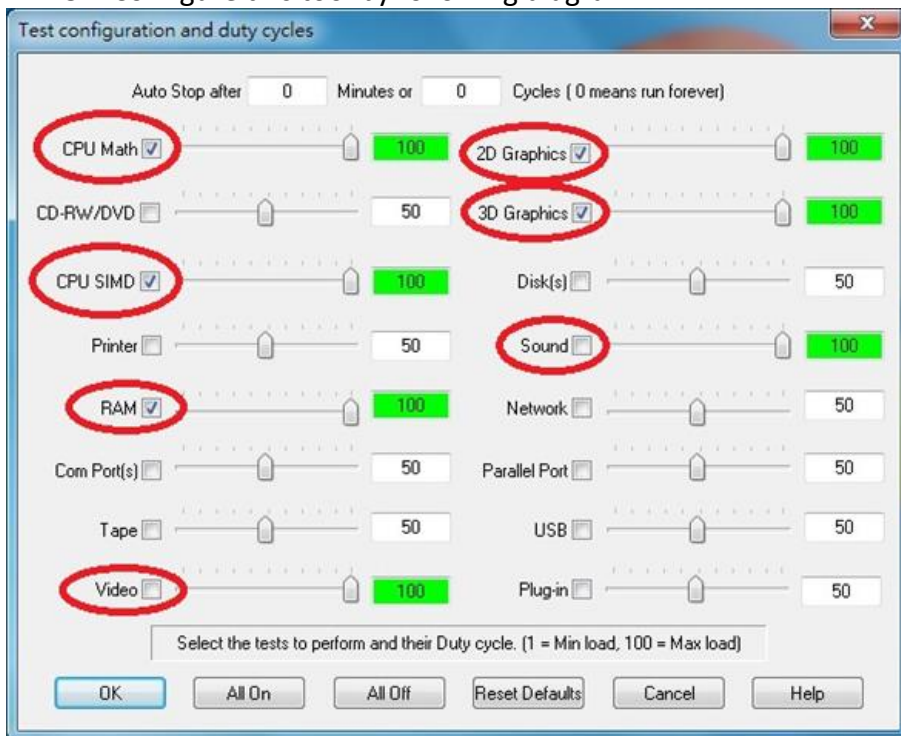 Test configuration and duty cycles
Auto Stop after 0 Minutes or 0 Cycles ( 0 means run forever)
CPU Math 100 2D Graphics 100
CD-RW/DVD 50 3D Graphics 100
CPU SIMD 100 Disk(s) 50
Printer 50 Sound 100
RAM 100 Network 50
Com Port(s) 50 Parallel Port 50
Tape 50 USB 50
Video 100 Plug-in 50
Select the tests to perform and their Duty cycle. (1 = Min load, 100 = Max load)
OK All On All Off Reset Defaults Cancel Help